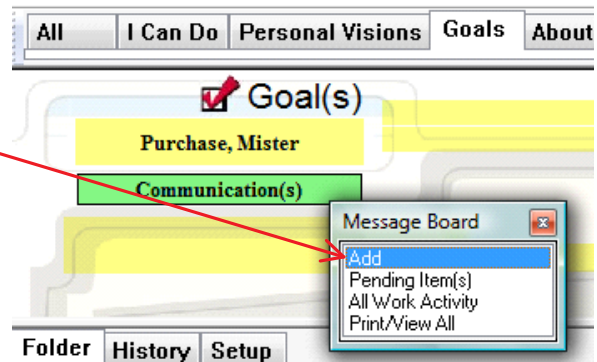 All I Can Do Personal Visions Goals About
Goal(s)
Purchase, Mister
Communication(s)
Message Board
Add
Pending Item(s)
All Work Activity
Print/View All
Folder History Setup